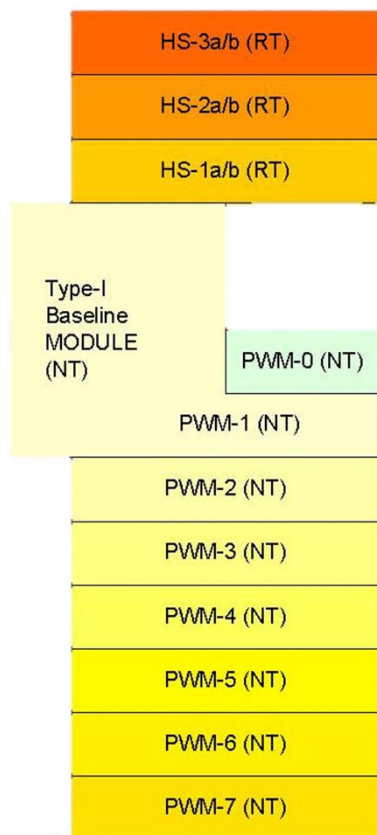 HS-3a/b (RT)
HS-2a/b (RT)
HS-1a/b (RT)
Type-I
Baseline
MODULE
(NT)
PWM-0 (NT)
PWM-1 (NT)
PWM-2 (NT)
PWM-3 (NT)
PWM-4 (NT)
PWM-5 (NT)
PWM-6 (NT)
PWM-7 (NT)